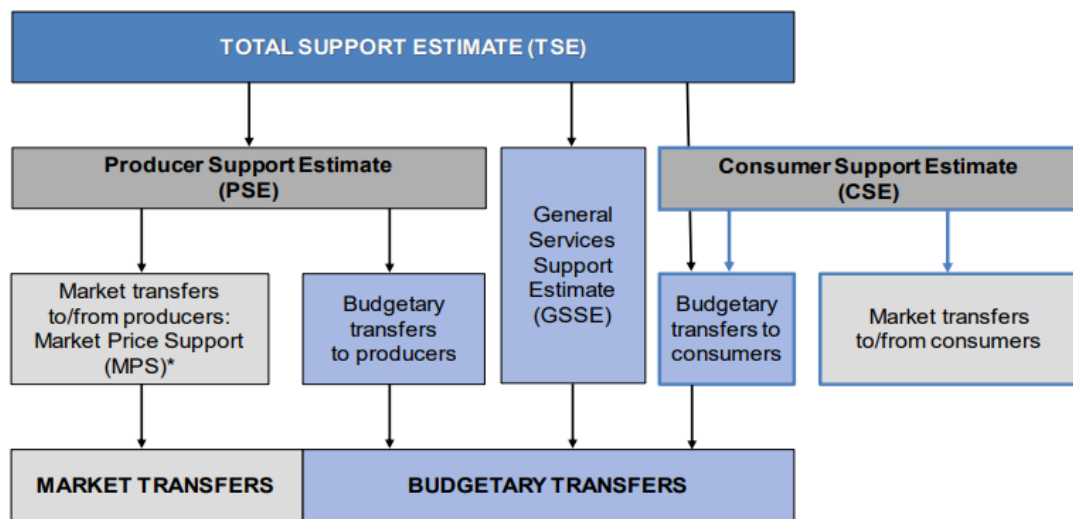 TOTAL SUPPORT ESTIMATE (TSE)
Producer Support Estimate
(PSE)
General
Services
Support
Estimate
(GSSE)
Consumer Support Estimate
(CSE)
Market transfers
to/from producers:
Market Price Support
(MPS)*
Budgetary
transfers
to producers
Budgetary
transfers to
consumers
Market transfers
to/from consumers
MARKET TRANSFERS
BUDGETARY TRANSFERS